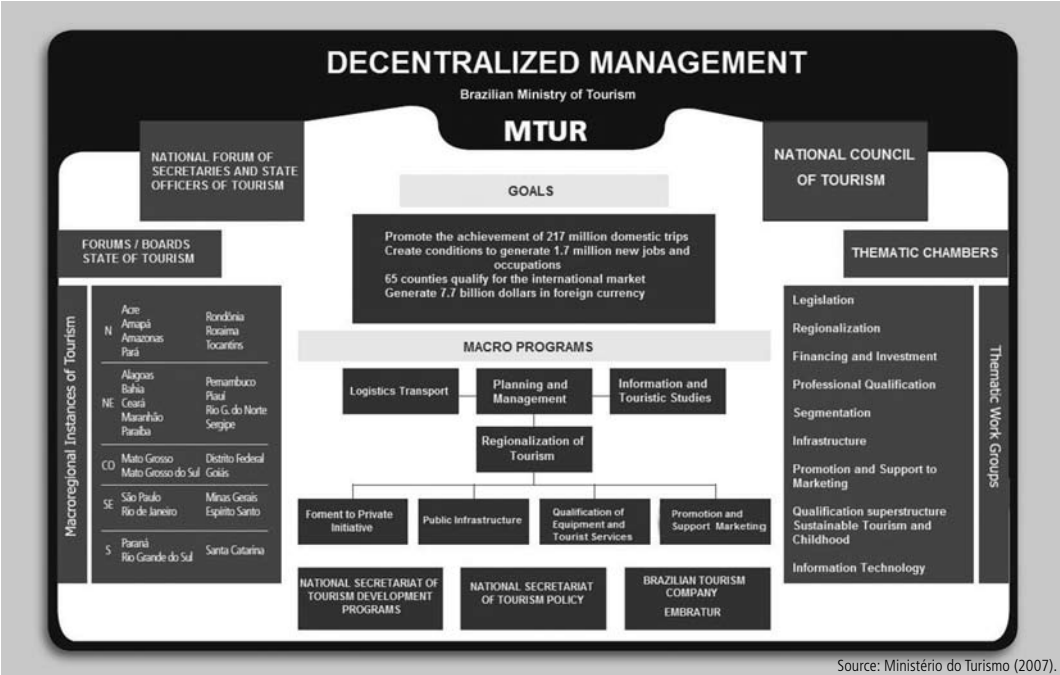 DECENTRALIZED MANAGEMENT
Brazilian Ministry of Tourism
MTUR
NATIONAL FORUM OF
SECRETARIES AND STATE
OFFICERS OF TOURISM
NATIONAL COUNCIL
OF TOURISM
GOALS
Promote the achievement of 217 million domestic trips
Create conditions to generate 1.7 million new jobs and
occupations
65 counties qualify for the international market
Generate 7.7 billion dollars in foreign currency
FORUMS / BOARDS
STATE OF TOURISM
Macroregional Instances of Tourism
N
Acre
Amapá
Amazonas
Pará
Rondônia
Roraima
Tocantins
NE
Alagoas
Bahia
Ceará
Maranhão
Paraíba
Pernambuco
Piauí
Rio G. do Norte
Sergipe
CO
Mato Grosso
Mato Grosso do Sul
Distrito Federal
Goiás
SE
São Paulo
Rio de Janeiro
Minas Gerais
Espírito Santo
S
Paraná
Rio Grande do Sul
Santa Catarina
MACRO PROGRAMS
Logistics Transport
Planning and
Management
Information and
Touristic Studies
Regionalization of
Tourism
Foment to Private
Initiative
Public Infrastructure
Qualification of
Equipment and
Tourist Services
Promotion and
Support Marketing
NATIONAL SECRETARIAT OF
TOURISM DEVELOPMENT
PROGRAMS
NATIONAL SECRETARIAT
OF TOURISM POLICY
BRAZILIAN TOURISM
COMPANY
EMBRATUR
THEMATIC CHAMBERS
Legislation
Regionalization
Financing and Investment
Professional Qualification
Segmentation
Infrastructure
Promotion and Support to
Marketing
Qualification superstructure
Sustainable Tourism and
Childhood
Information Technology
Thematic Work Groups
Source: Ministério do Turismo (2007).